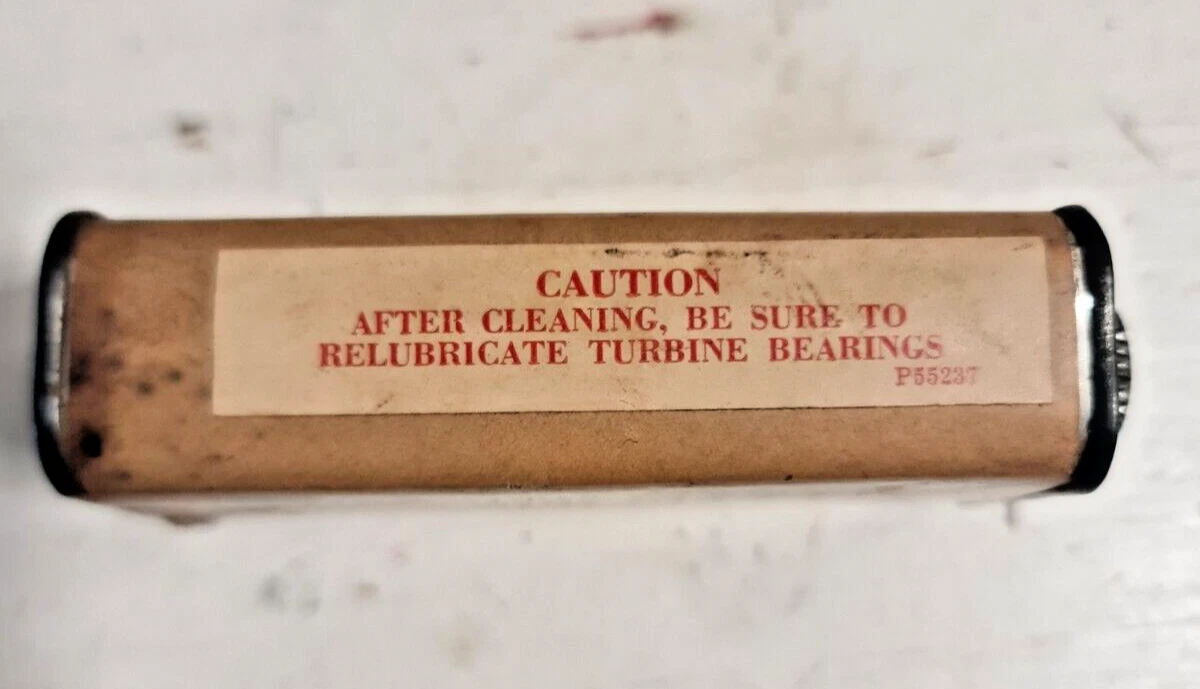 CAUTION
AFTER CLEANING, BE SURE TO
RELUBRICATE TURBINE BEARINGS
P55237